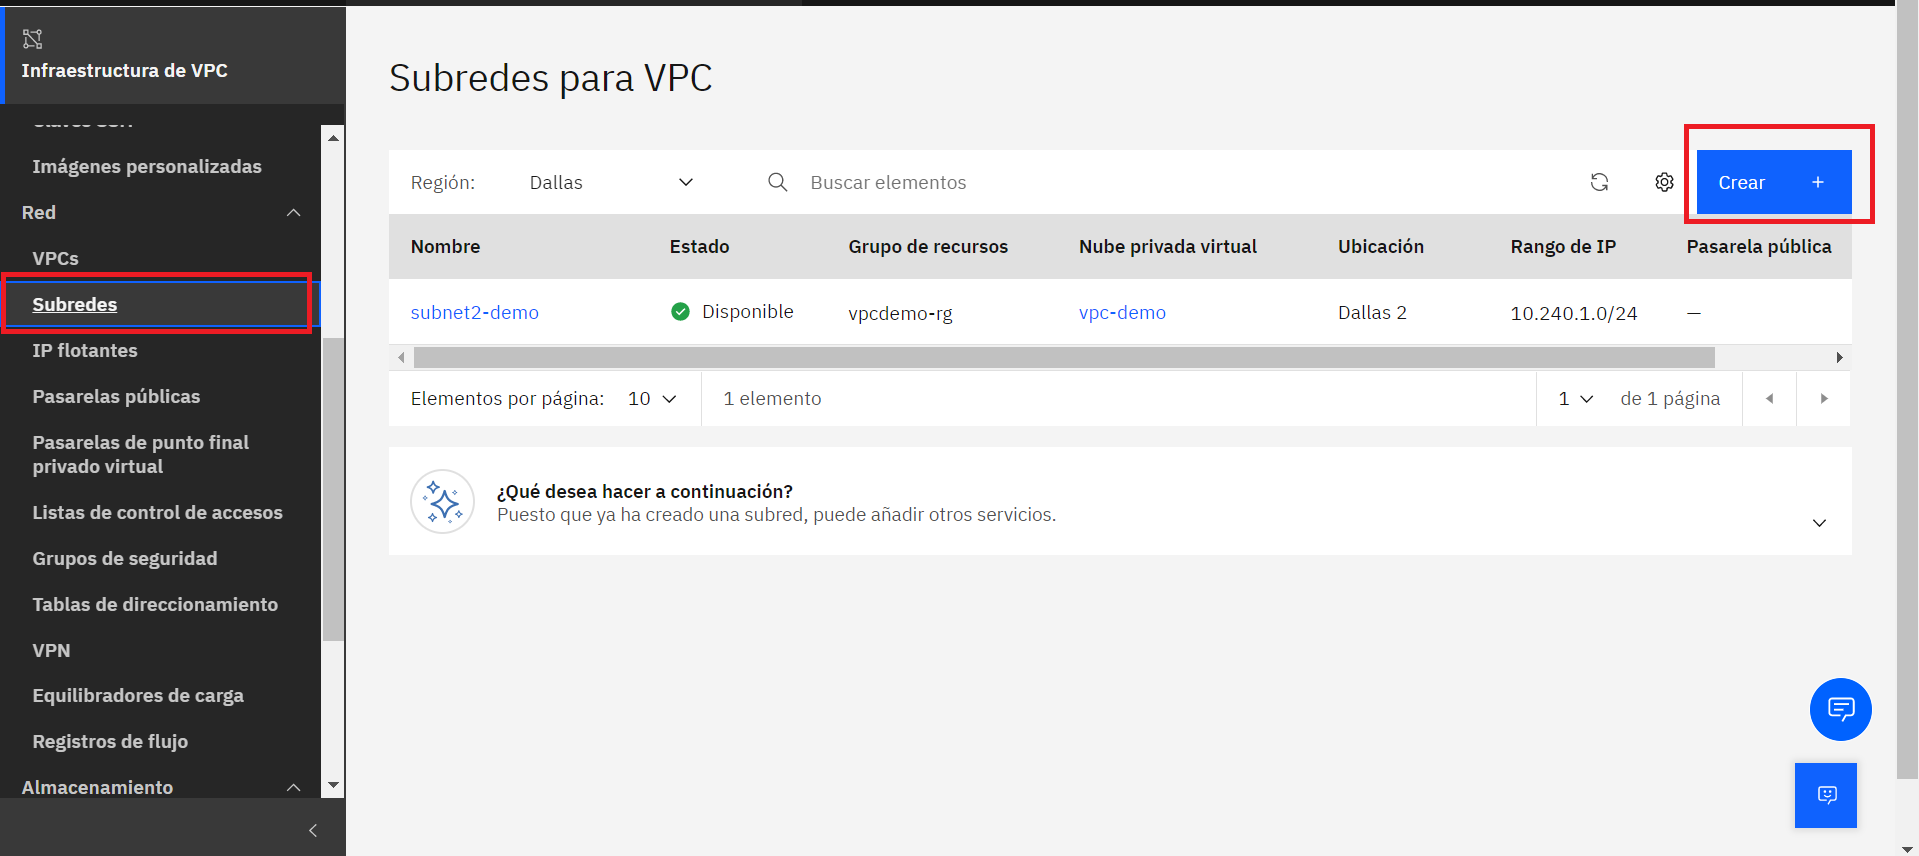 Infraestructura de VPC
Imágenes personalizadas
Red
VPCs
Subredes
IP flotantes
Pasarelas públicas
Pasarelas de punto final
privado virtual
Listas de control de accesos
Grupos de seguridad
Tablas de direccionamiento
VPN
Equilibradores de carga
Registros de flujo
Almacenamiento
Subredes para VPC
Región: Dallas Buscar elementos Crear +
Nombre Estado Grupo de recursos Nube privada virtual Ubicación Rango de IP Pasarela pública
subnet2-demo Disponible vpcdemo-rg vpc-demo Dallas 2 10.240.1.0/24 —
Elementos por página: 10 1 elemento 1 de 1 página
¿Qué desea hacer a continuación?
Puesto que ya ha creado una subred, puede añadir otros servicios.